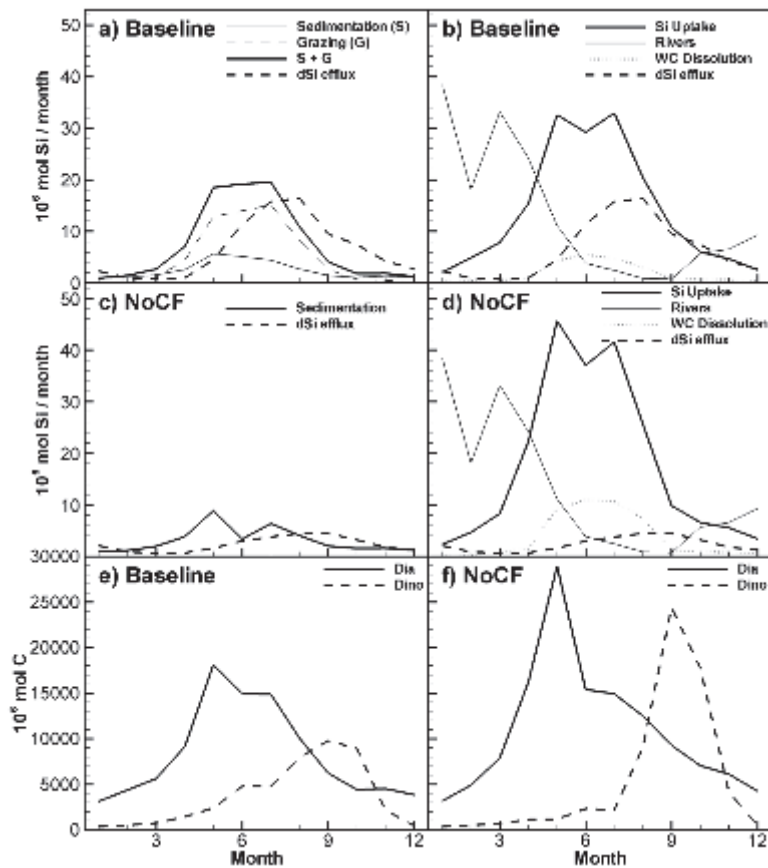 a) Baseline
Sedimentation (S)
Grazing (G)
S + G
dSi efflux
b) Baseline
Si Uptake
Rivers
WC Dissolution
dSi efflux
50
40
30
20
10
0
10⁶ mol Si / month
c) NoCF
Sedimentation
dSi efflux
d) NoCF
Si Uptake
Rivers
WC Dissolution
dSi efflux
50
40
30
20
10
10⁶ mol Si / month
30000
e) Baseline
Dia
Dino
f) NoCF
Dia
Dino
25000
20000
15000
10000
5000
0
10⁶ mol C
3 6 9 12 3 6 9 12
Month Month